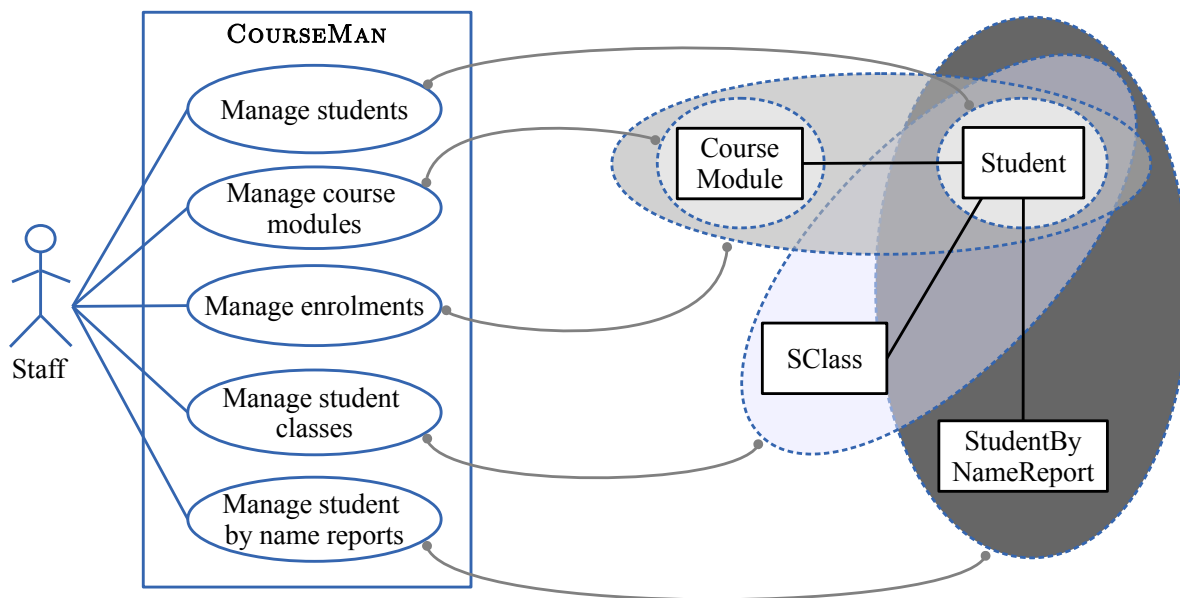 COURSEMAN
Manage students
Manage course
modules
Manage enrolments
Manage student
classes
Manage student
by name reports
Staff
Course
Module
Student
SClass
StudentBy
NameReport